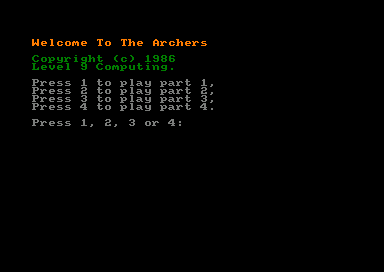 Welcome To The Archers
Copyright (c) 1986
Level 9 Computing.
Press 1 to play part 1,
Press 2 to play part 2,
Press 3 to play part 3,
Press 4 to play part 4.
Press 1, 2, 3 or 4: